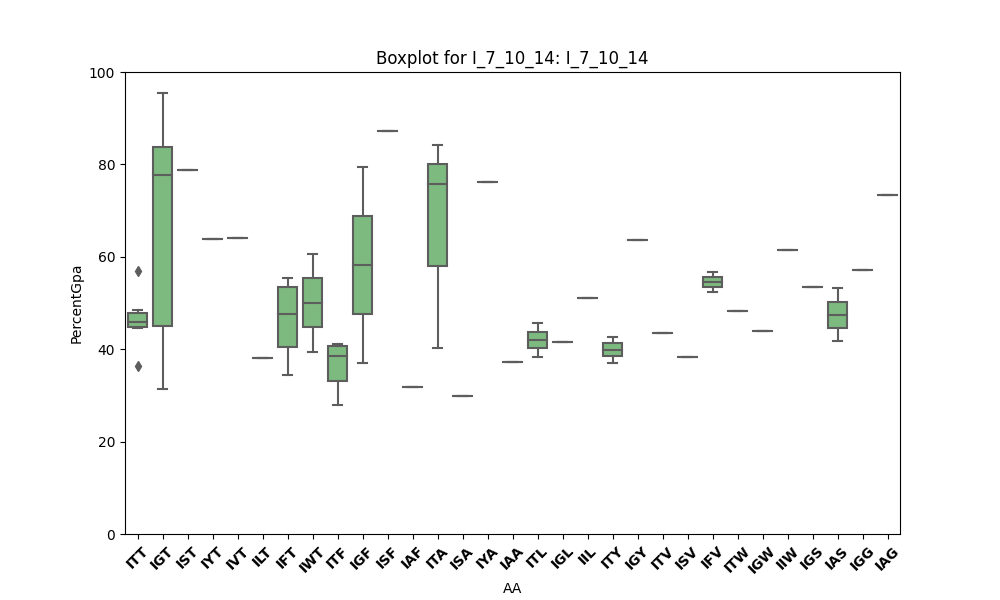 Boxplot for I_7_10_14: I_7_10_14
100
80
60
40
20
0
PercentGpa
ITT IGT IST IYT IVT ILT IFT IWT ITF IGF ISF IAF ITA ISA IYA IAA ITL IGL IIL ITY IGY ITV ISV IFV ITW IGW IIW IGS IAS IGG IAG
AA